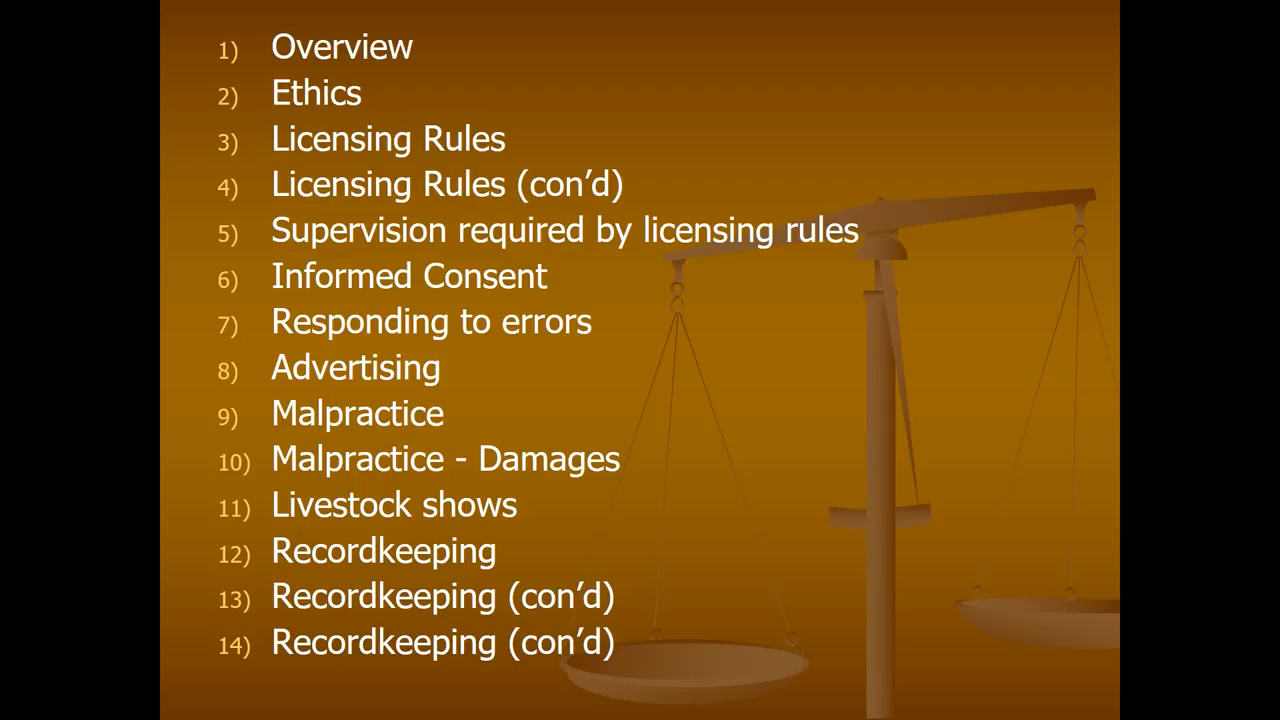 1) Overview
2) Ethics
3) Licensing Rules
4) Licensing Rules (con’d)
5) Supervision required by licensing rules
6) Informed Consent
7) Responding to errors
8) Advertising
9) Malpractice
10) Malpractice - Damages
11) Livestock shows
12) Recordkeeping
13) Recordkeeping (con’d)
14) Recordkeeping (con’d)